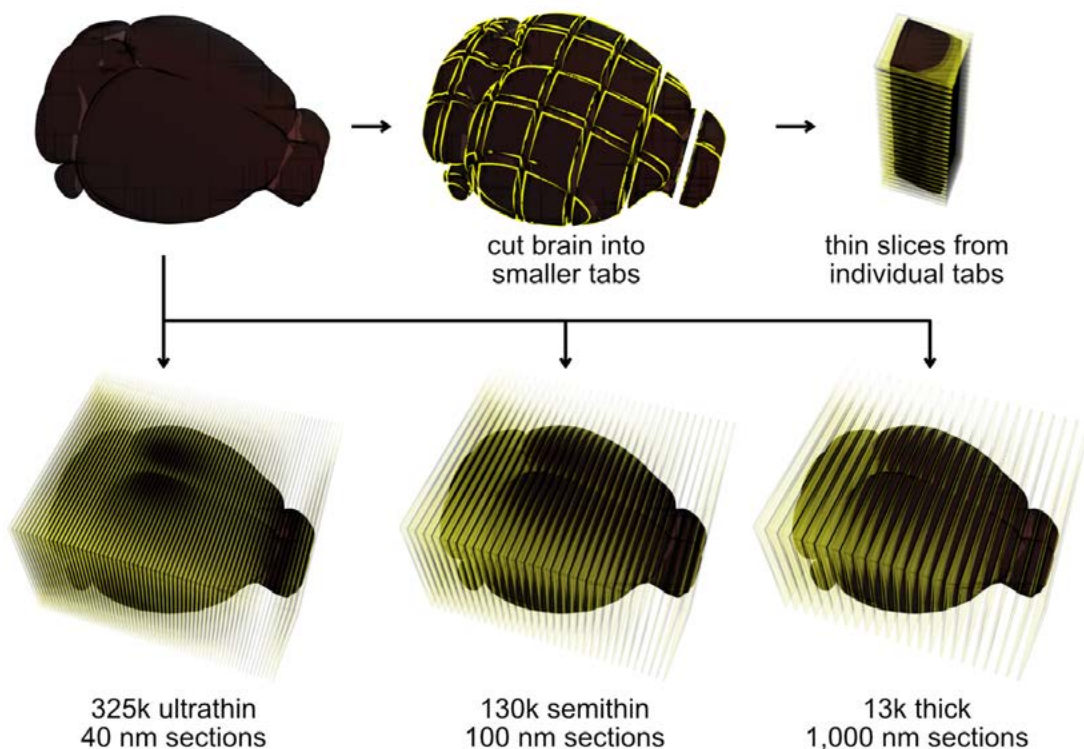 cut brain into
smaller tabs
thin slices from
individual tabs
325k ultrathin
40 nm sections
130k semithin
100 nm sections
13k thick
1,000 nm sections